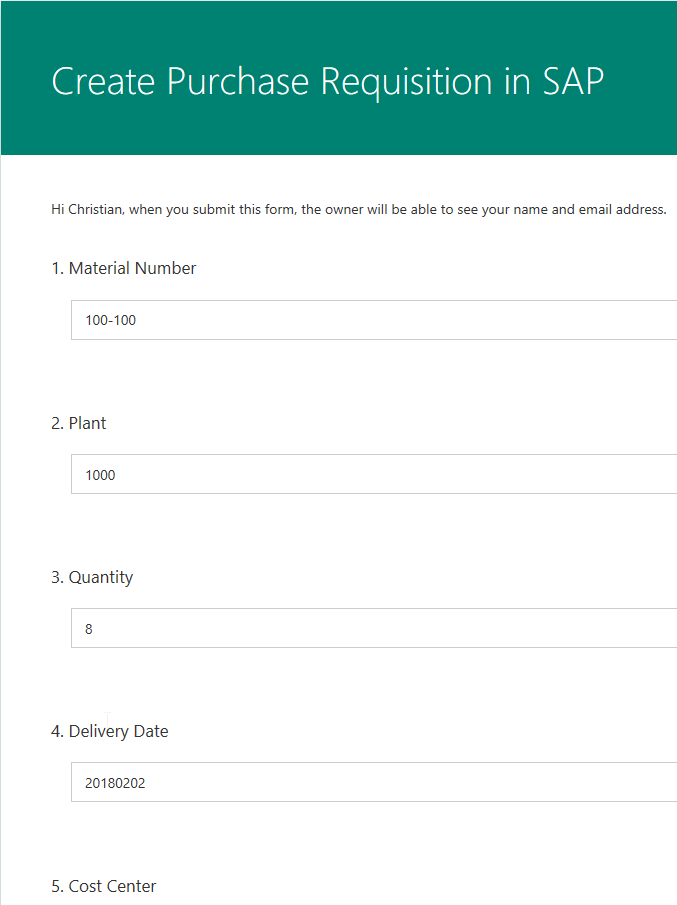 Create Purchase Requisition in SAP
Hi Christian, when you submit this form, the owner will be able to see your name and email address.
1. Material Number
100-100
2. Plant
1000
3. Quantity
8
4. Delivery Date
20180202
5. Cost Center